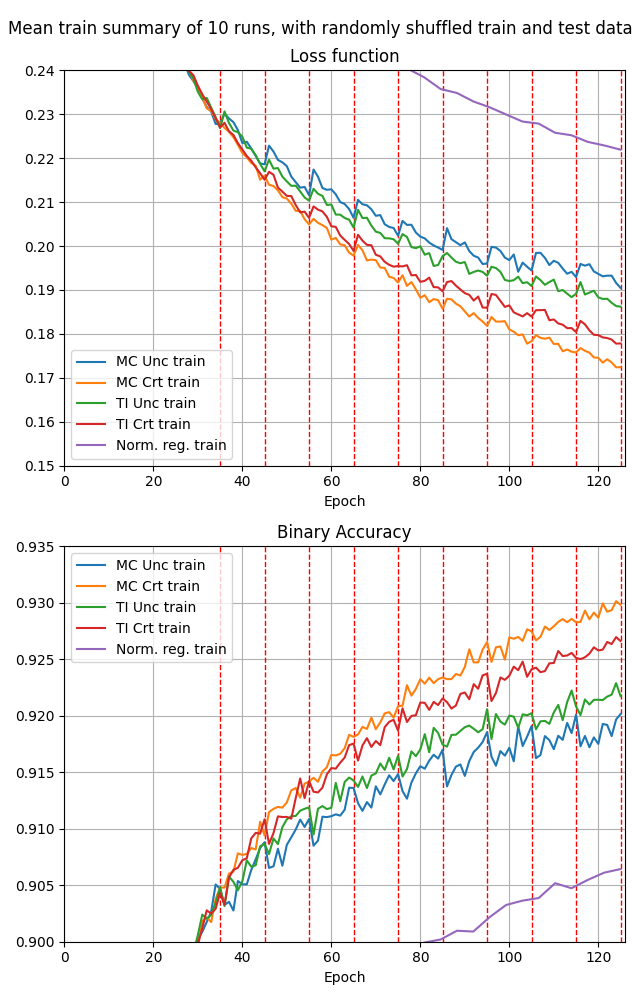 Mean train summary of 10 runs, with randomly shuffled train and test data
Loss function
0.24
0.23
0.22
0.21
0.20
0.19
0.18
0.17
0.16
0.15
MC Unc train
MC Crt train
TI Unc train
TI Crt train
Norm. reg. train
0 20 40 60 80 100 120
Epoch
Binary Accuracy
0.935
0.930
0.925
0.920
0.915
0.910
0.905
0.900
MC Unc train
MC Crt train
TI Unc train
TI Crt train
Norm. reg. train
0 20 40 60 80 100 120
Epoch